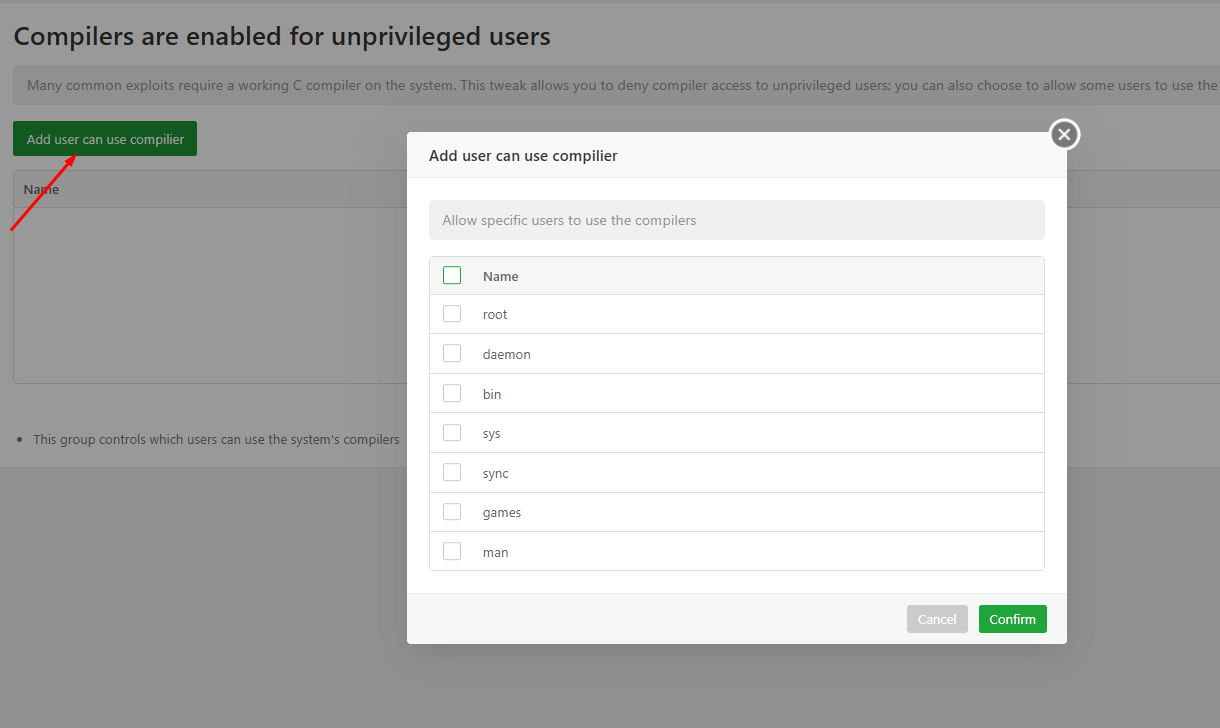 Compilers are enabled for unprivileged users
Many common exploits require a working C compiler on the system. This tweak allows you to deny compiler access to unprivileged users; you can also choose to allow some users to use the
Add user can use compilier
Name
This group controls which users can use the system's compilers
Add user can use compilier
Allow specific users to use the compilers
Name
root
daemon
bin
sys
sync
games
man
Cancel
Confirm